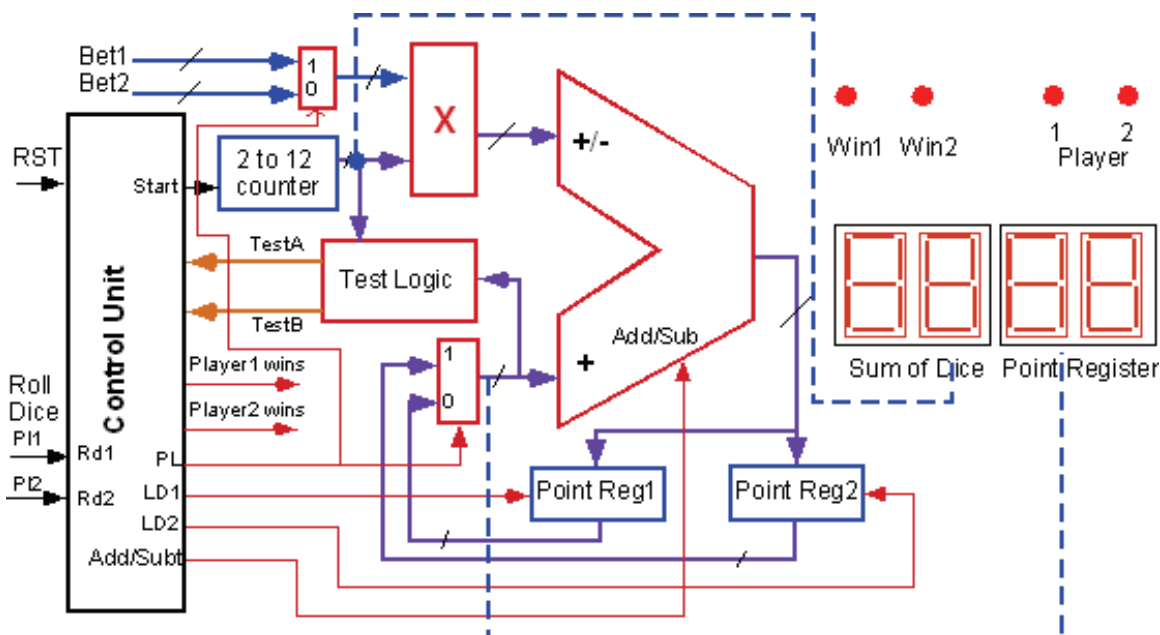 Bet1
Bet2
1
0
X
+/-
Win1 Win2
1 2
Player
RST
Start
2 to 12
counter
TestA
Test Logic
TestB
Control Unit
Add/Sub
+
1
0
Sum of Dice
Point Register
Player1 wins
Player2 wins
Roll
Dice
Pl1
Rd1
Pl2
Rd2
PL
LD1
LD2
Add/Subt
Point Reg1
Point Reg2